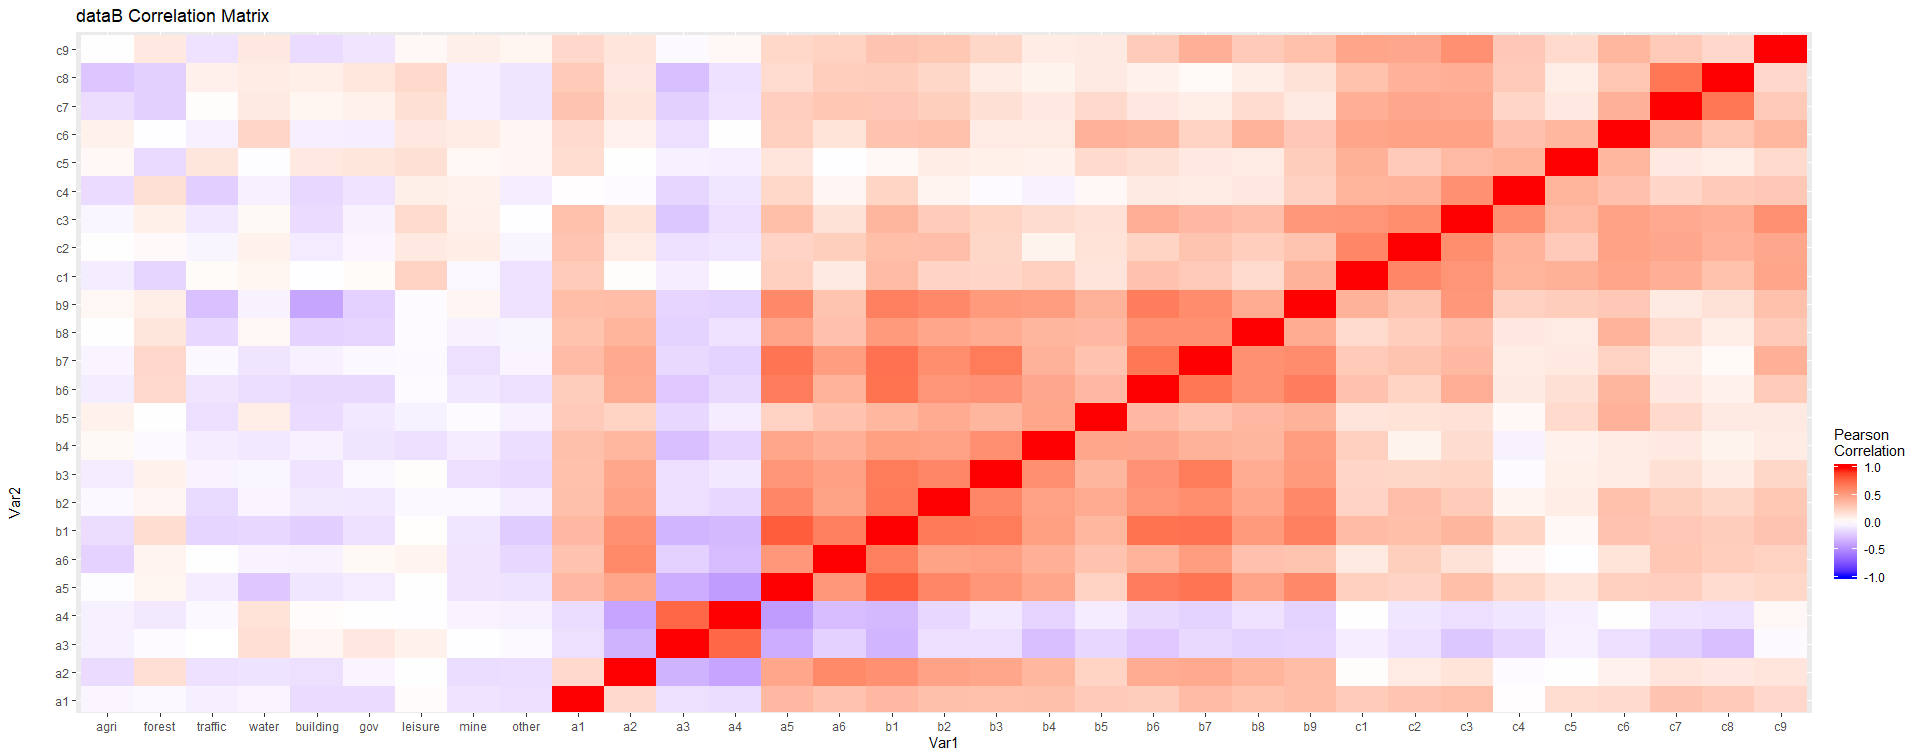 dataB Correlation Matrix
c9
c8
c7
c6
c5
c4
c3
c2
c1
b9
b8
b7
b6
b5
b4
b3
b2
b1
a6
a5
a4
a3
a2
a1
Var2
agri forest traffic water building gov leisure mine other a1 a2 a3 a4 a5 a6 b1 b2 b3 b4 b5 b6 b7 b8 b9 c1 c2 c3 c4 c5 c6 c7 c8 c9
Var1
Pearson
Correlation
1.0
0.5
0.0
-0.5
-1.0